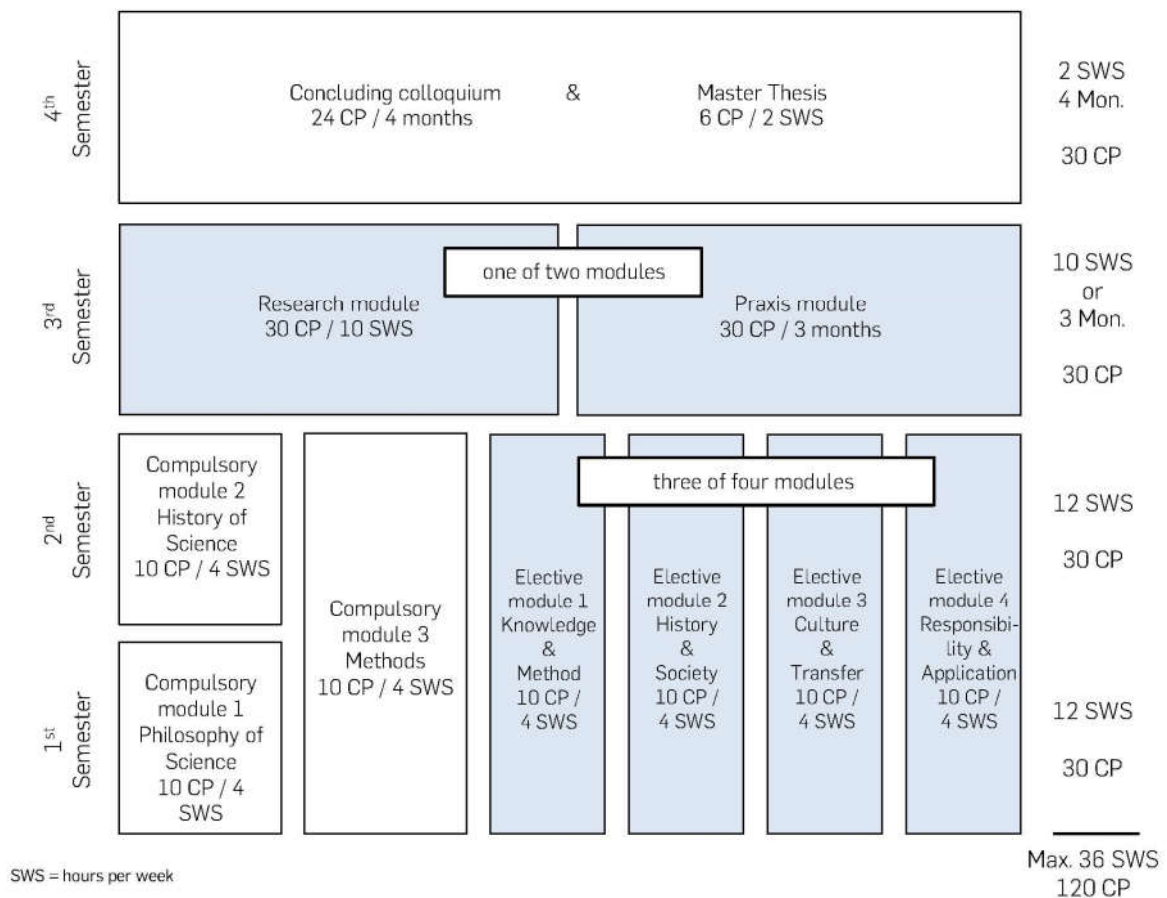 4th
Semester
Concluding colloquium
24 CP / 4 months
&
Master Thesis
6 CP / 2 SWS
2 SWS
4 Mon.
30 CP
3rd
Semester
one of two modules
Research module
30 CP / 10 SWS
Praxis module
30 CP / 3 months
10 SWS
or
3 Mon.
30 CP
2nd
Semester
Compulsory
module 2
History of
Science
10 CP / 4 SWS
Compulsory
module 3
Methods
10 CP / 4 SWS
three of four modules
Elective
module 1
Knowledge
&
Method
10 CP /
4 SWS
Elective
module 2
History
&
Society
10 CP /
4 SWS
Elective
module 3
Culture
&
Transfer
10 CP /
4 SWS
Elective
module 4
Responsibi-
lity &
Application
10 CP /
4 SWS
12 SWS
30 CP
1st
Semester
Compulsory
module 1
Philosophy of
Science
10 CP / 4
SWS
12 SWS
30 CP
SWS = hours per week
Max. 36 SWS
120 CP